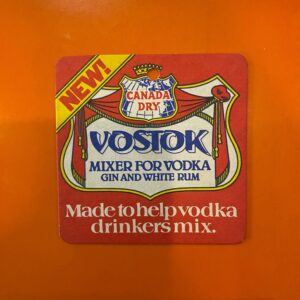 NEW!
CANADA
DRY
VOSTOK
MIXER FOR VODKA
GIN AND WHITE RUM
Made to help vodka
drinkers mix.